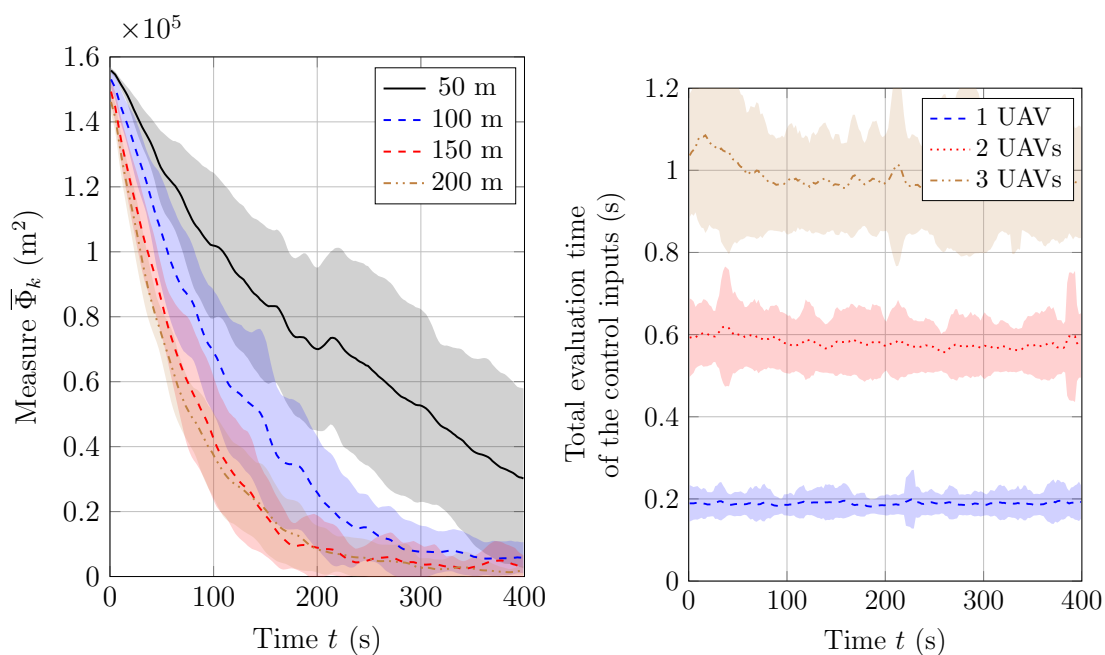 ×10⁵
1.6
1.4
1.2
1
0.8
0.6
0.4
0.2
0
0
100
200
300
400
Measure Φ̅ₖ (m²)
Time t (s)
50 m
100 m
150 m
200 m
1.2
1
0.8
0.6
0.4
0.2
0
0
100
200
300
400
Total evaluation time
of the control inputs (s)
Time t (s)
1 UAV
2 UAVs
3 UAVs